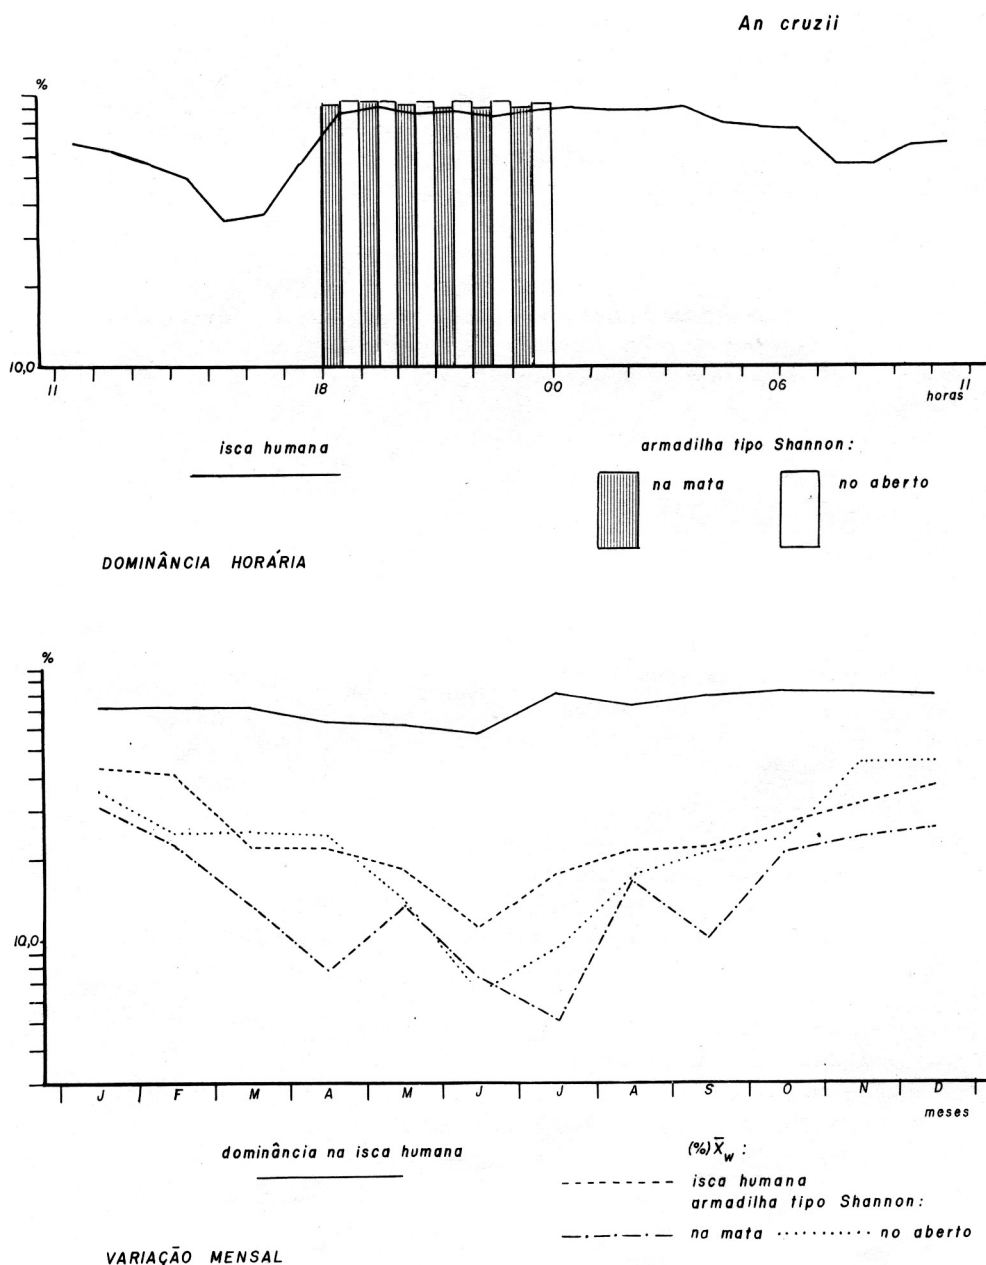 An cruzii
%
10,0
11 18 00 06 11
horas
isca humana
armadilha tipo Shannon:
na mata no aberto
DOMINÂNCIA HORÁRIA
%
10,0
J F M A M J J A S O N D
meses
dominância na isca humana
(%) X̅w :
isca humana
armadilha tipo Shannon:
na mata no aberto
VARIAÇÃO MENSAL